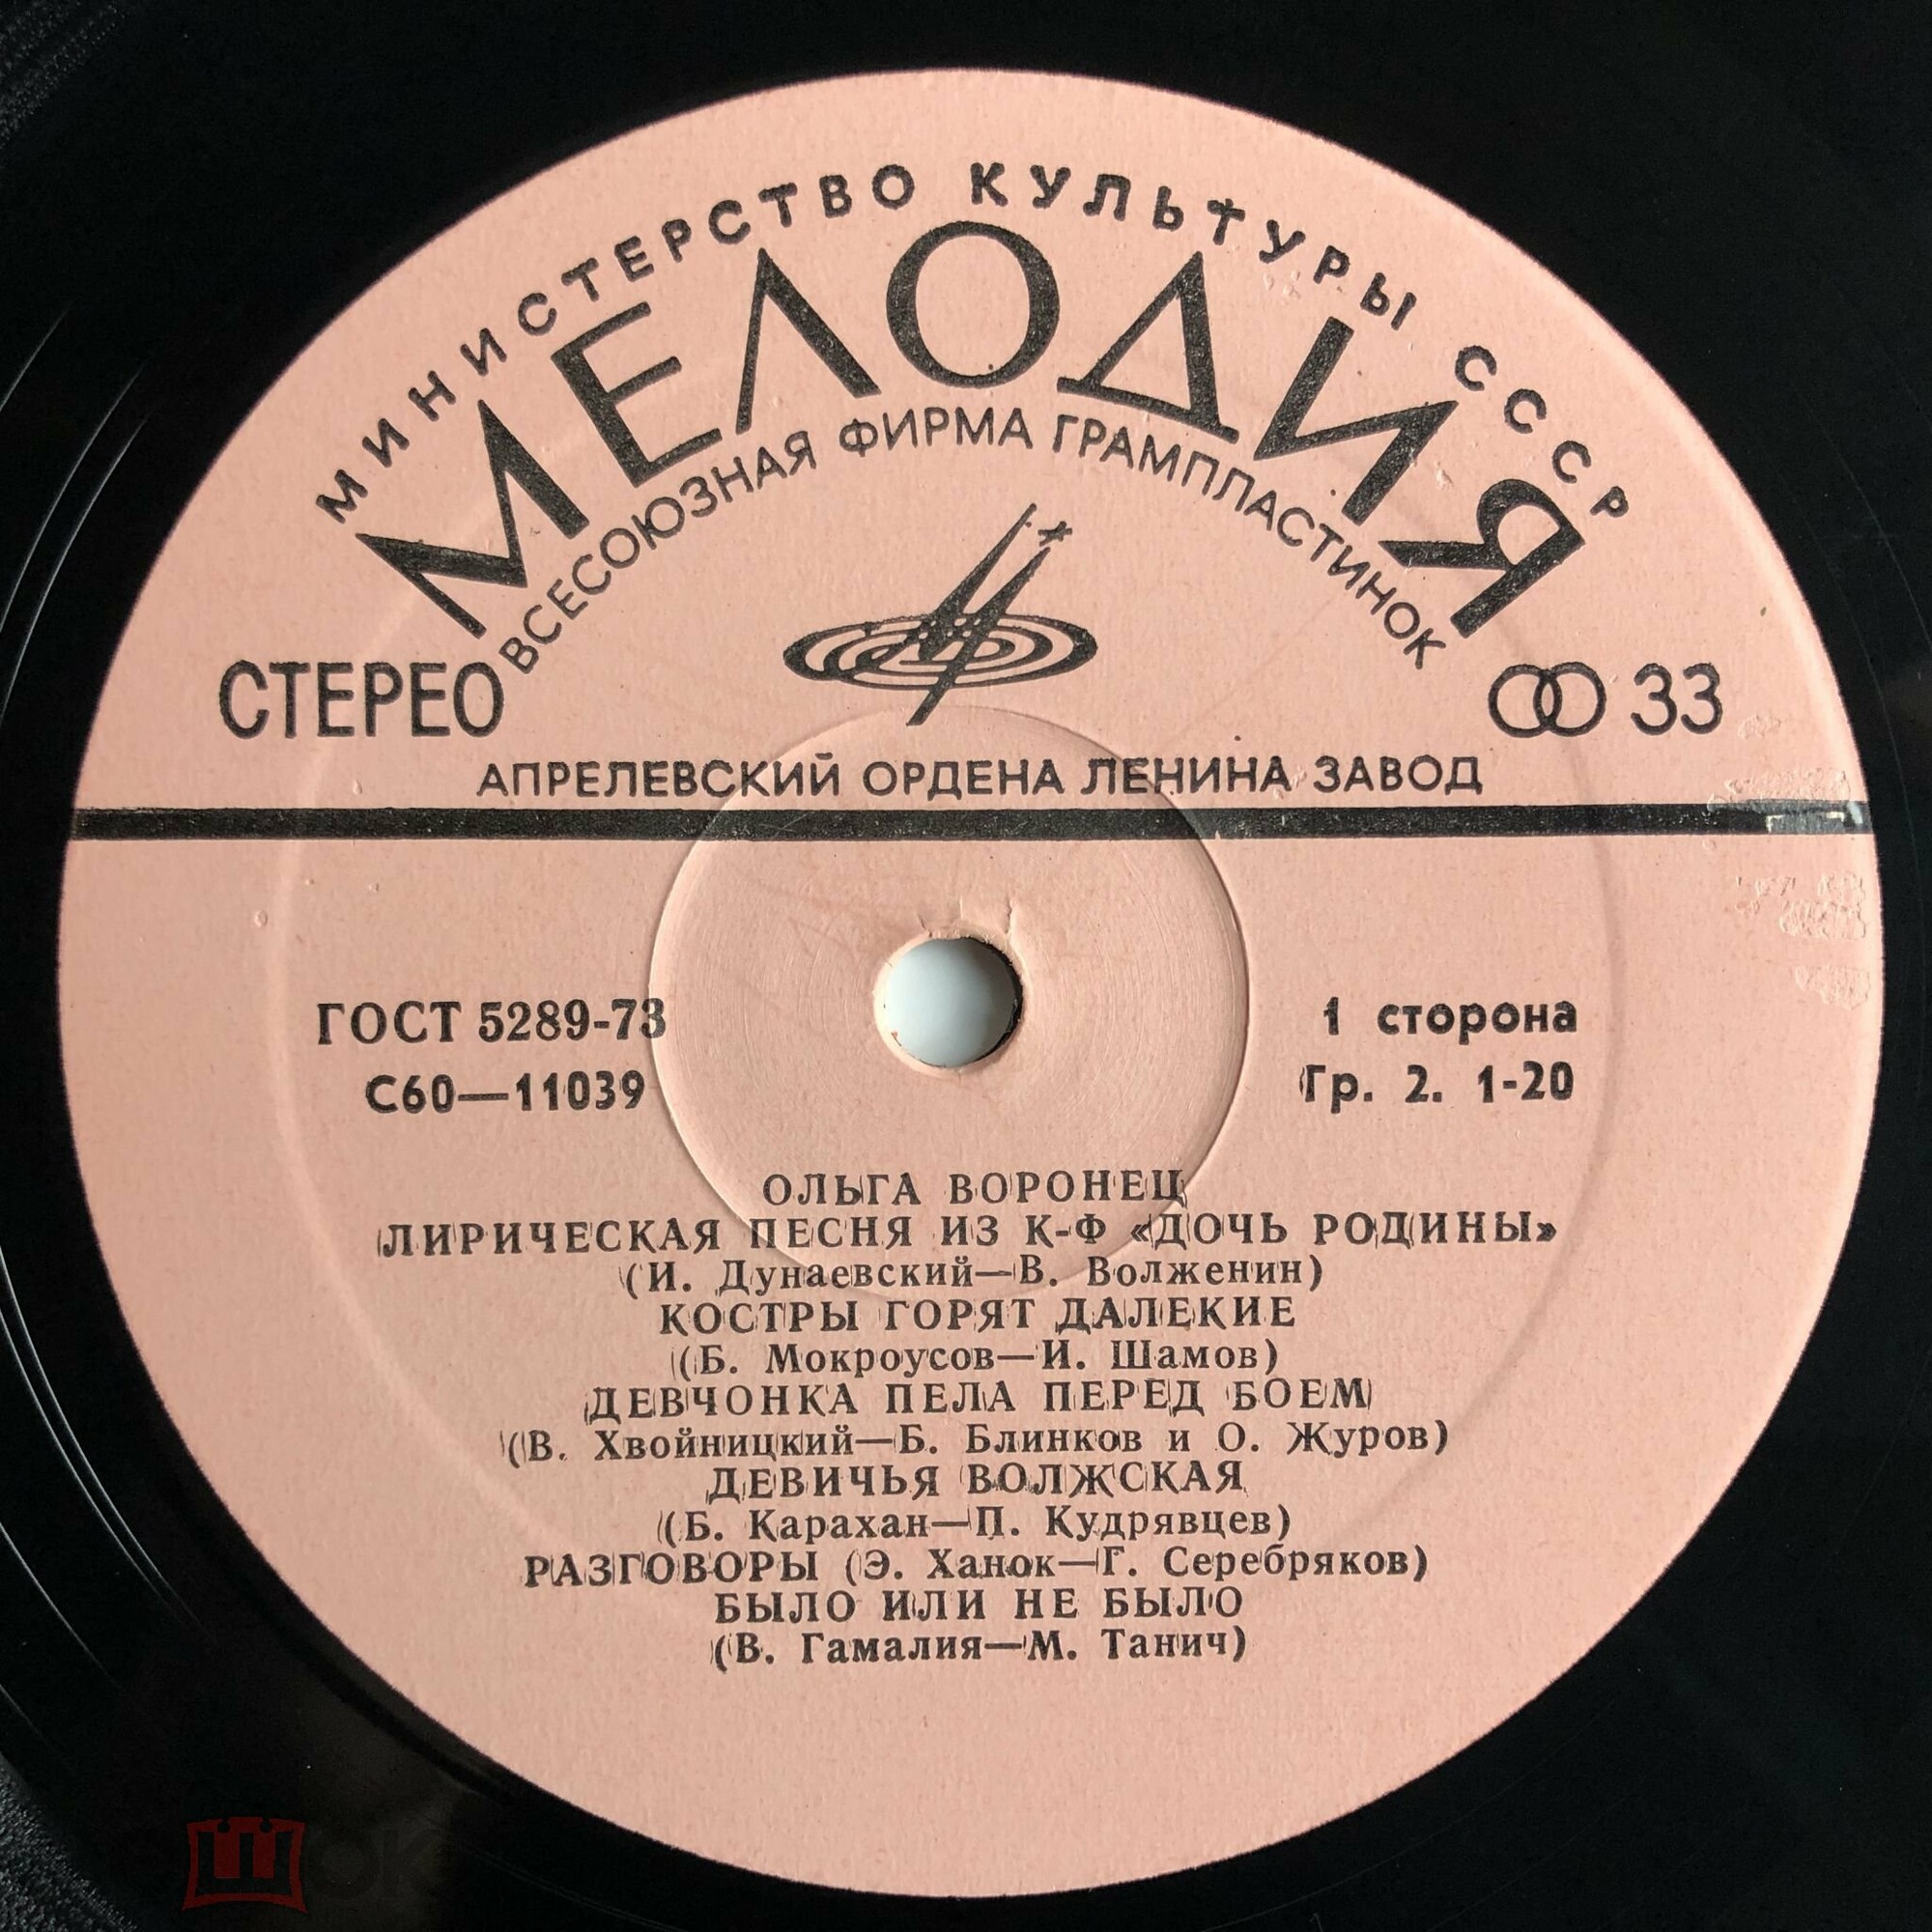 МИНИСТЕРСТВО КУЛЬТУРЫ СССР
МЕЛОДИЯ
ВСЕСОЮЗНАЯ ФИРМА ГРАМПЛАСТИНОК
СТЕРЕО
33
АПРЕЛЕВСКИЙ ОРДЕНА ЛЕНИНА ЗАВОД
ГОСТ 5289-73
1 сторона
С60—11039
Гр. 2. 1-20
ОЛЬГА ВОРОНЕЦ
ЛИРИЧЕСКАЯ ПЕСНЯ ИЗ К-Ф «ДОЧЬ РОДИНЫ»
(И. Дунаевский—В. Волженин)
КОСТРЫ ГОРЯТ ДАЛЕКИЕ
(Б. Мокроусов—И. Шамов)
ДЕВЧОНКА ПЕЛА ПЕРЕД БОЕМ
(В. Хвойницкий—Б. Блинков и О. Журов)
ДЕВИЧЬЯ ВОЛЖСКАЯ
(Б. Карахан—П. Кудрявцев)
РАЗГОВОРЫ (Э. Ханок—Г. Серебряков)
БЫЛО ИЛИ НЕ БЫЛО
(В. Гамалия—М. Танич)